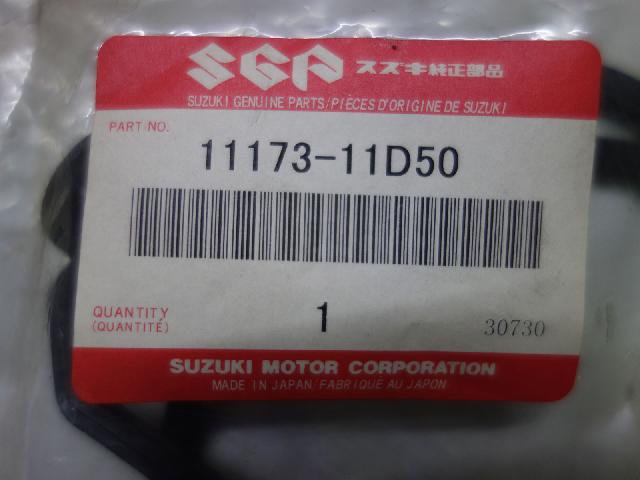 SGP スズキ純正部品
SUZUKI GENUINE PARTS/PIÈCES D'ORIGINE DE SUZUKI
PART NO.
11173-11D50
QUANTITY
(QUANTITÉ)
1
30730
SUZUKI MOTOR CORPORATION
MADE IN JAPAN/FABRIQUE AU JAPON